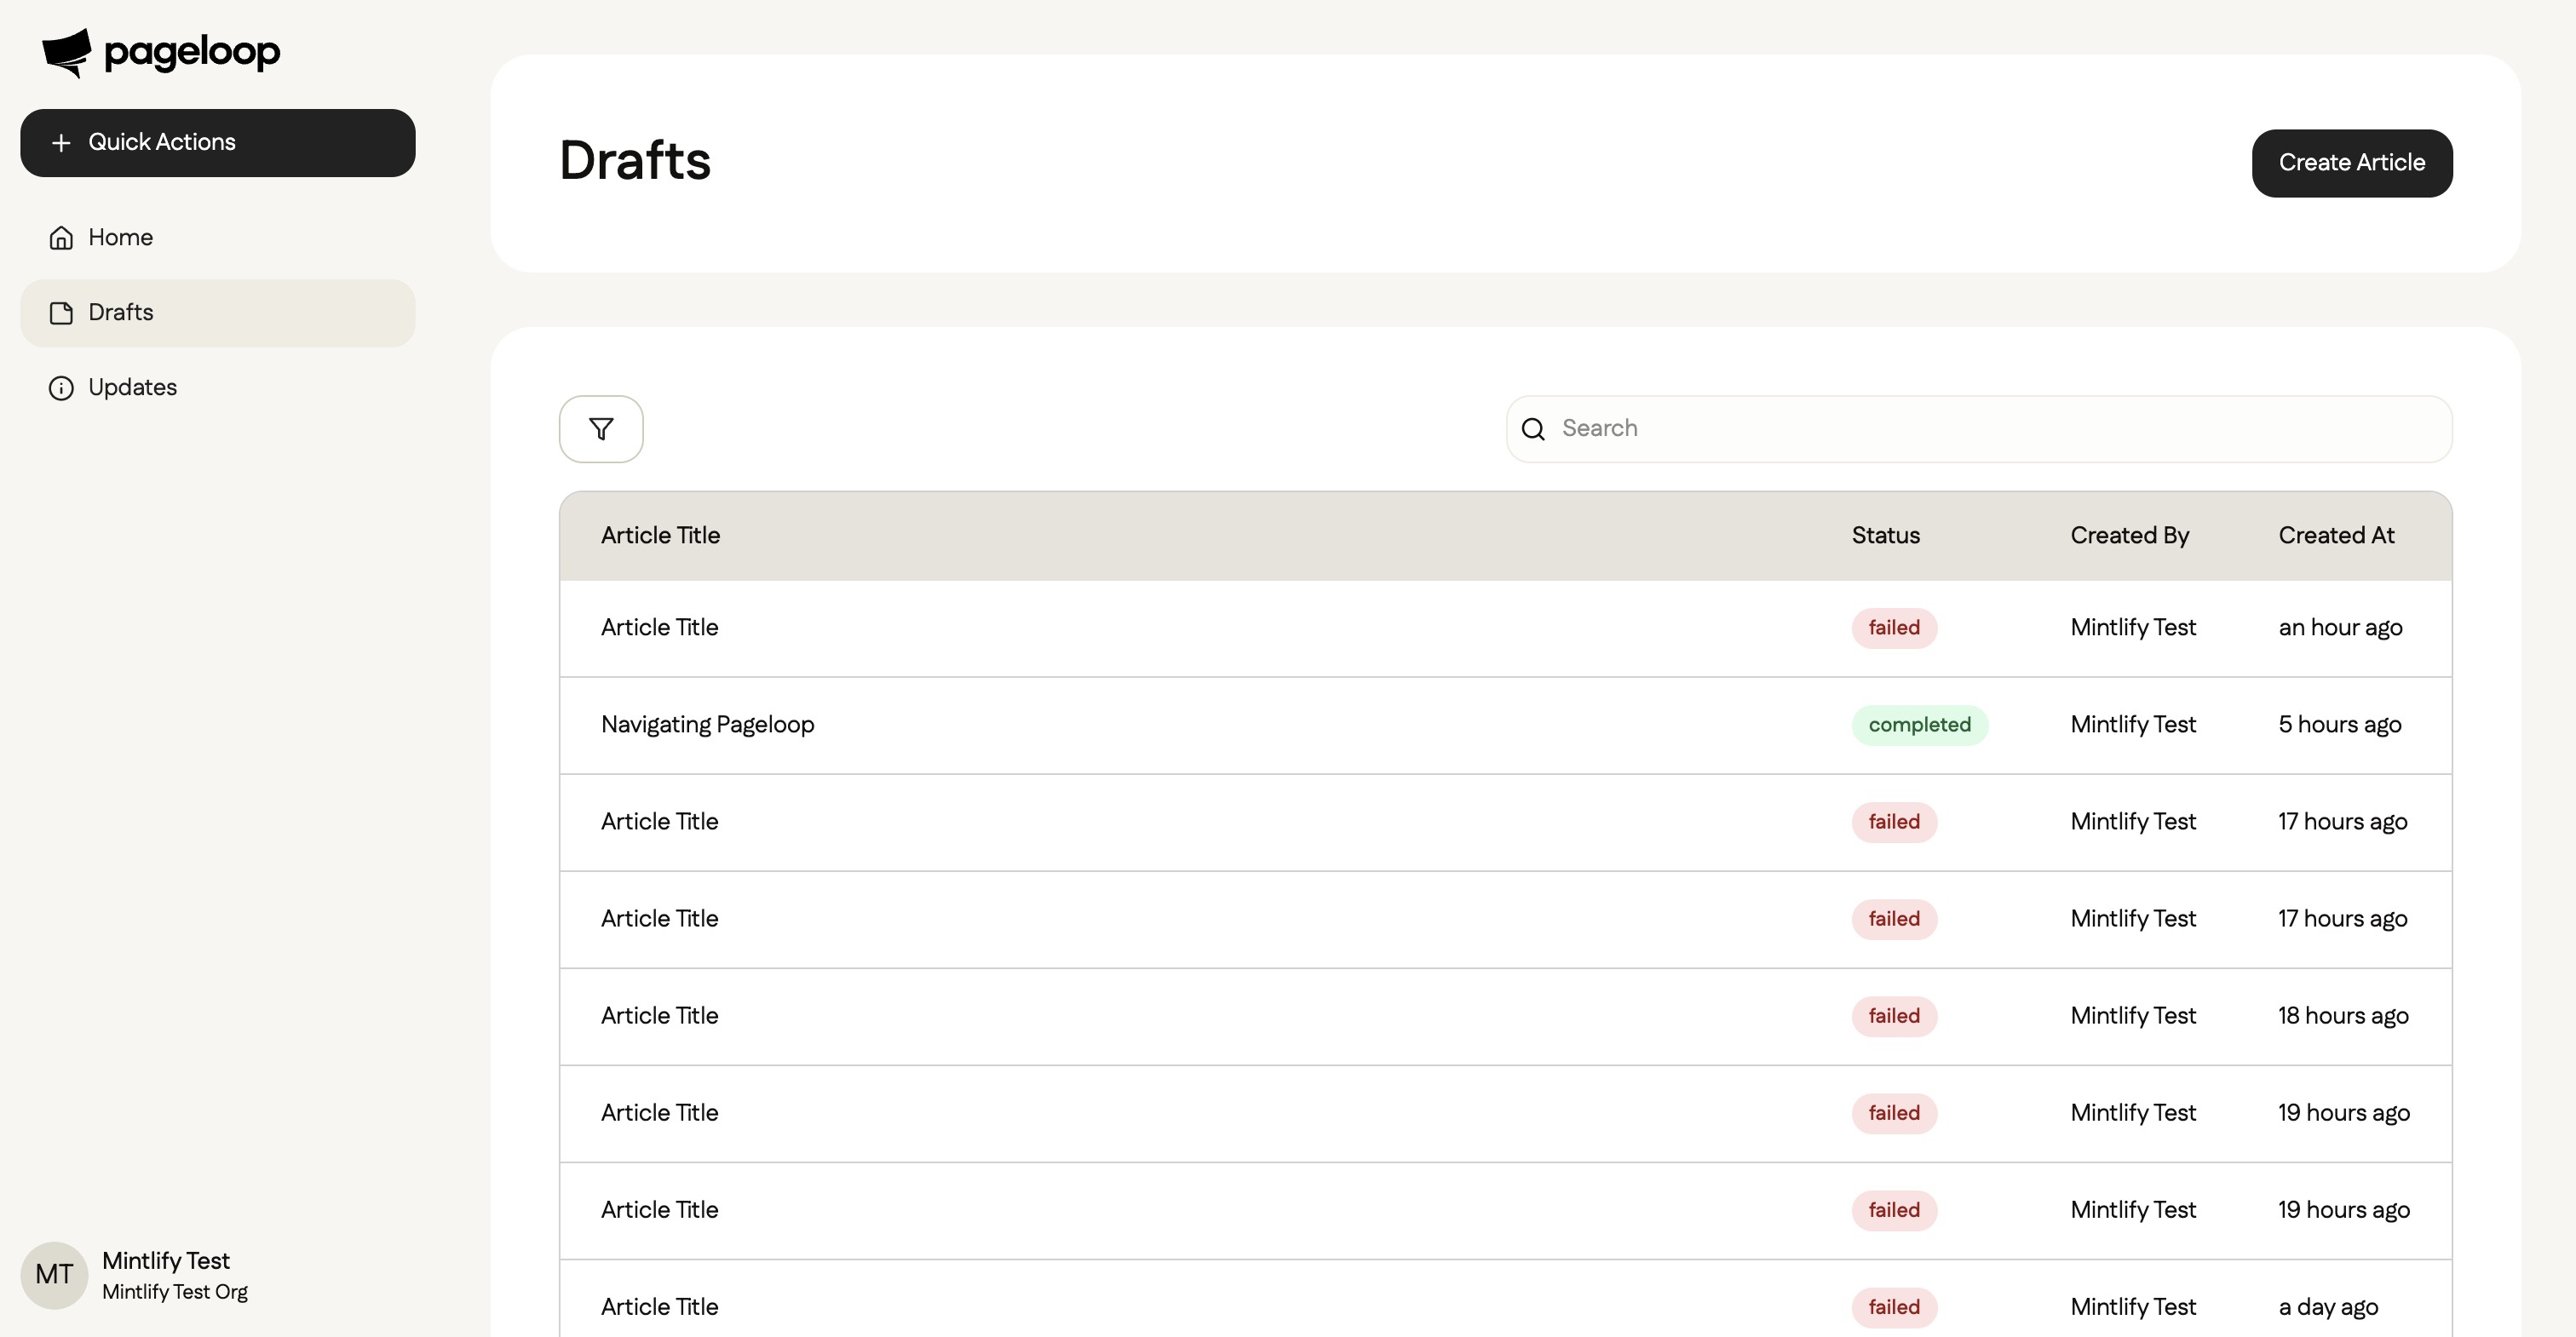 pageloop
Quick Actions
Home
Drafts
Updates
Drafts
Create Article
Search
Article Title Status Created By Created At
Article Title failed Mintlify Test an hour ago
Navigating Pageloop completed Mintlify Test 5 hours ago
Article Title failed Mintlify Test 17 hours ago
Article Title failed Mintlify Test 17 hours ago
Article Title failed Mintlify Test 18 hours ago
Article Title failed Mintlify Test 19 hours ago
Article Title failed Mintlify Test 19 hours ago
Article Title failed Mintlify Test a day ago
MT
Mintlify Test
Mintlify Test Org